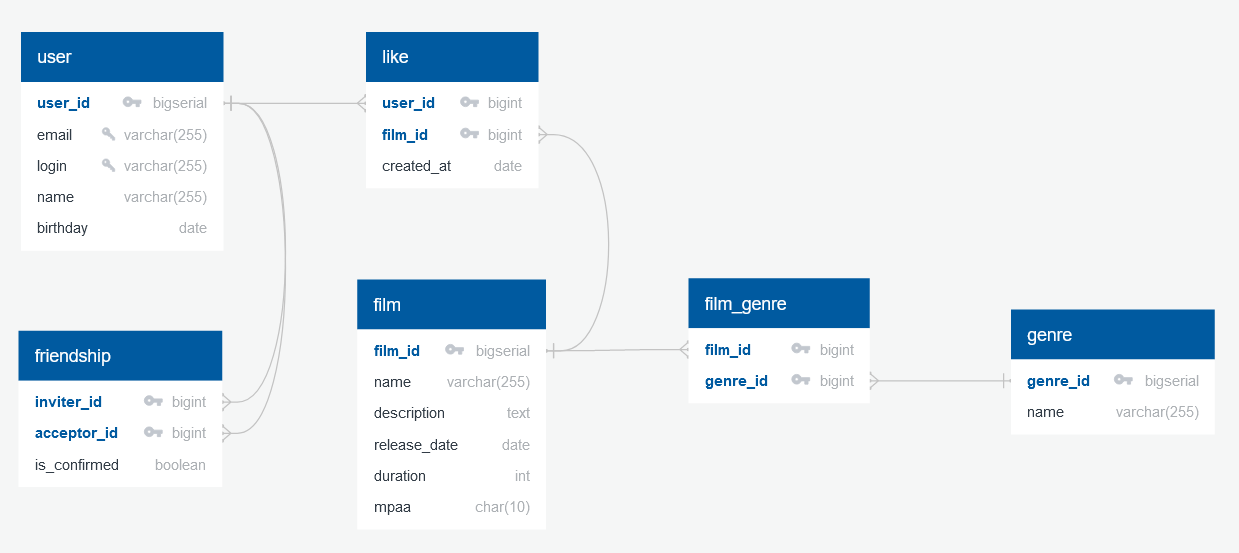 user
user_id bigserial
email varchar(255)
login varchar(255)
name varchar(255)
birthday date
like
user_id bigint
film_id bigint
created_at date
friendship
inviter_id bigint
acceptor_id bigint
is_confirmed boolean
film
film_id bigserial
name varchar(255)
description text
release_date date
duration int
mpaa char(10)
film_genre
film_id bigint
genre_id bigint
genre
genre_id bigserial
name varchar(255)